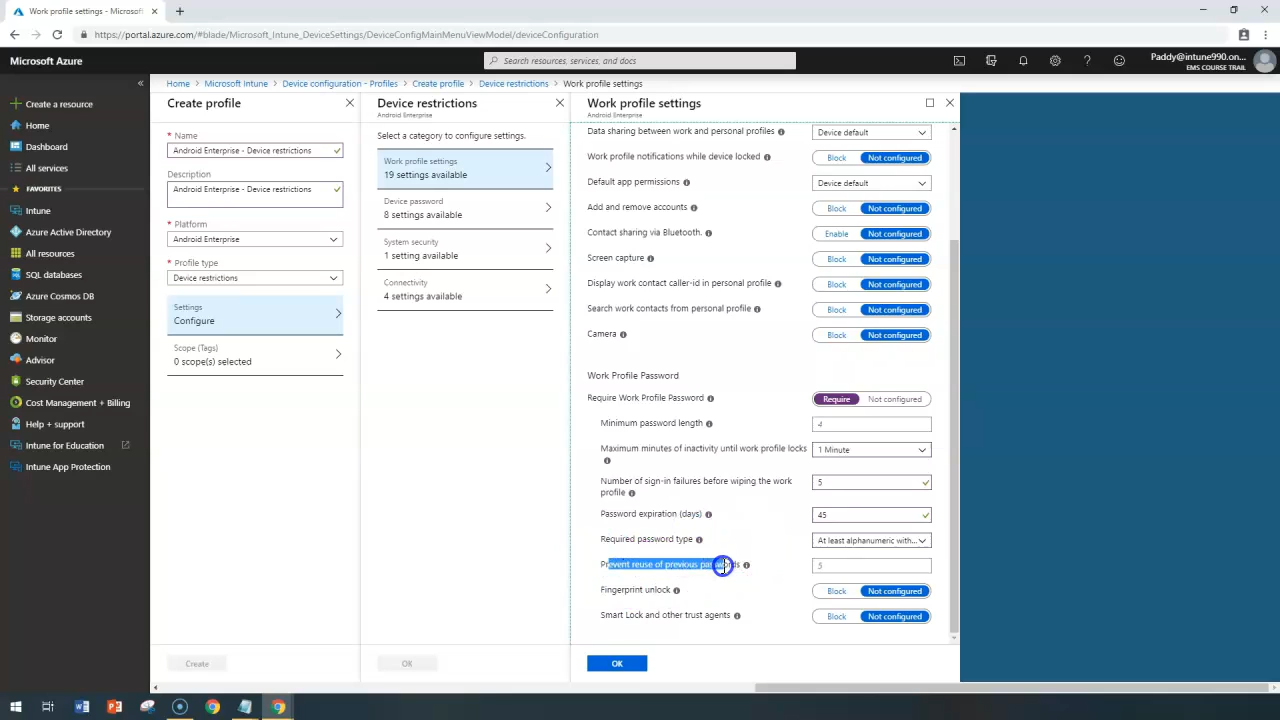 Work profile settings - Microsoft
https://portal.azure.com/#blade/Microsoft_Intune_DeviceSettings/DeviceConfigMainMenuViewModel/deviceConfiguration
Microsoft Azure
Search resources, services, and docs
Paddy@intune990.on...
EMS COURSE TRAIL
Home > Microsoft Intune > Device configuration - Profiles > Create profile > Device restrictions > Work profile settings
Create a resource
Home
Dashboard
All services
FAVORITES
Intune
Azure Active Directory
All resources
SQL databases
Azure Cosmos DB
Storage accounts
Monitor
Advisor
Security Center
Cost Management + Billing
Help + support
Intune for Education
Intune App Protection
Create profile
* Name
Android Enterprise - Device restrictions
Description
Android Enterprise - Device restrictions
* Platform
Android Enterprise
* Profile type
Device restrictions
Settings
Configure
Scope (Tags)
0 scope(s) selected
Create
Device restrictions
Android Enterprise
Select a category to configure settings.
Work profile settings
19 settings available
Device password
8 settings available
System security
1 setting available
Connectivity
4 settings available
OK
Work profile settings
Android Enterprise
Data sharing between work and personal profiles Device default
Work profile notifications while device locked Block Not configured
Default app permissions Device default
Add and remove accounts Block Not configured
Contact sharing via Bluetooth. Enable Not configured
Screen capture Block Not configured
Display work contact caller-id in personal profile Block Not configured
Search work contacts from personal profile Block Not configured
Camera Block Not configured
Work Profile Password
Require Work Profile Password Require Not configured
Minimum password length 4
Maximum minutes of inactivity until work profile locks 1 Minute
Number of sign-in failures before wiping the work
profile 5
Password expiration (days) 45
Required password type At least alphanumeric with...
Prevent reuse of previous passwords 5
Fingerprint unlock Block Not configured
Smart Lock and other trust agents Block Not configured
OK